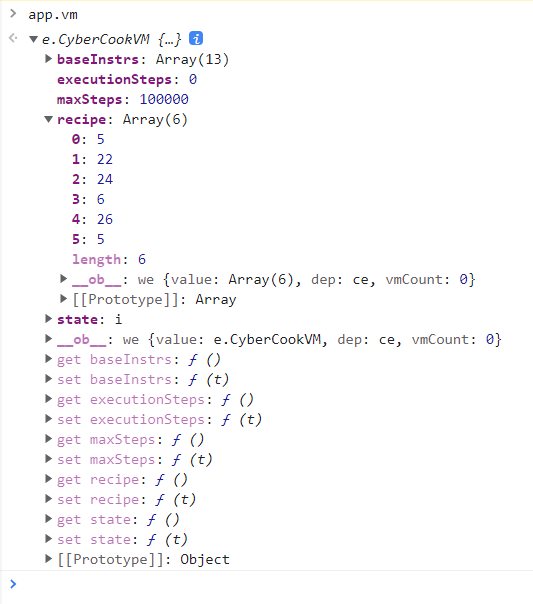 app.vm
e.CyberCookVM {…}
baseInstrs: Array(13)
executionSteps: 0
maxSteps: 100000
recipe: Array(6)
0: 5
1: 22
2: 24
3: 6
4: 26
5: 5
length: 6
__ob__: we {value: Array(6), dep: ce, vmCount: 0}
[[Prototype]]: Array
state: i
__ob__: we {value: e.CyberCookVM, dep: ce, vmCount: 0}
get baseInstrs: ƒ ()
set baseInstrs: ƒ (t)
get executionSteps: ƒ ()
set executionSteps: ƒ (t)
get maxSteps: ƒ ()
set maxSteps: ƒ (t)
get recipe: ƒ ()
set recipe: ƒ (t)
get state: ƒ ()
set state: ƒ (t)
[[Prototype]]: Object